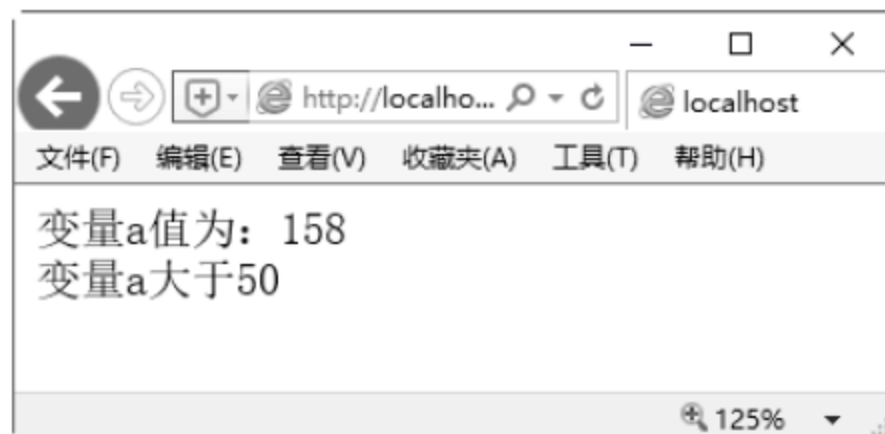 http://localho...
localhost
文件(F) 编辑(E) 查看(V) 收藏夹(A) 工具(T) 帮助(H)
变量a值为：158
变量a大于50
125%